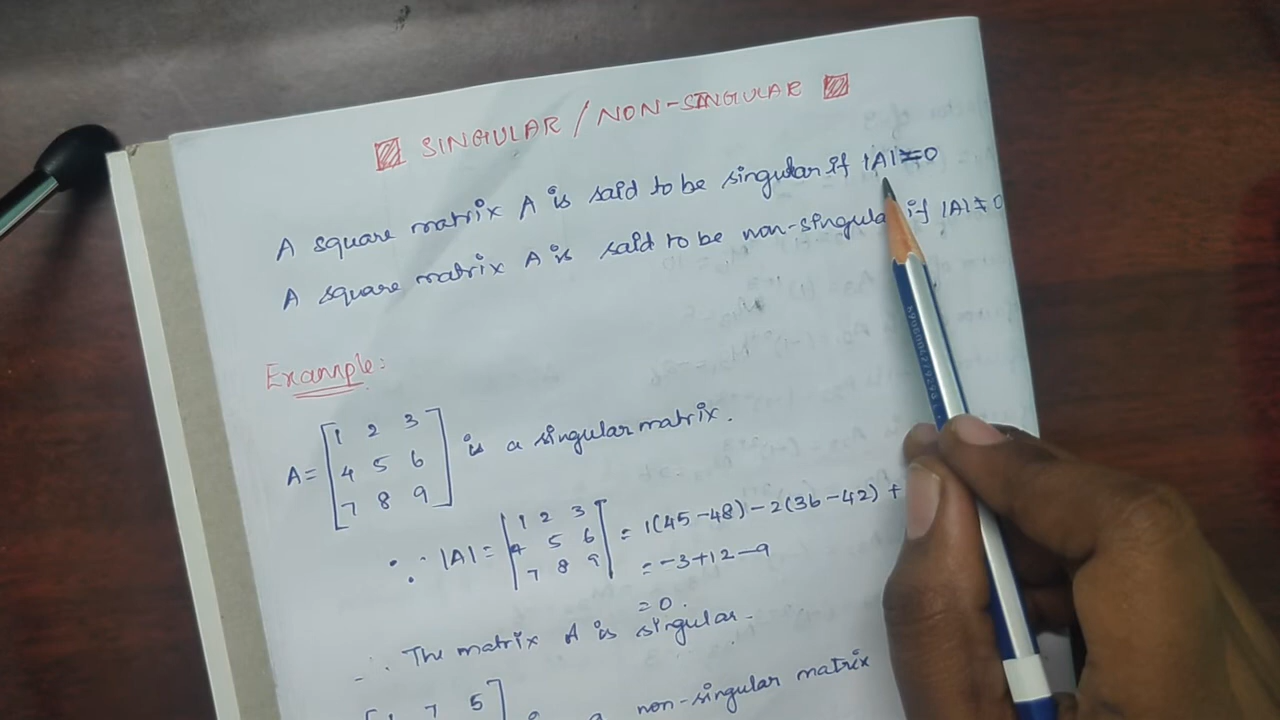 SINGULAR / NON-SINGULAR
A square matrix A is said to be singular if |A|=0
A square matrix A is said to be non-singular if |A|≠0
Example:
A = [1 2 3
4 5 6
7 8 9] is a singular matrix.
∴ ∵ |A| = |1 2 3
4 5 6
7 8 9| = 1(45-48)-2(36-42)+
= -3+12-9
= 0.
∴ The matrix A is singular.
7 5] non-singular matrix